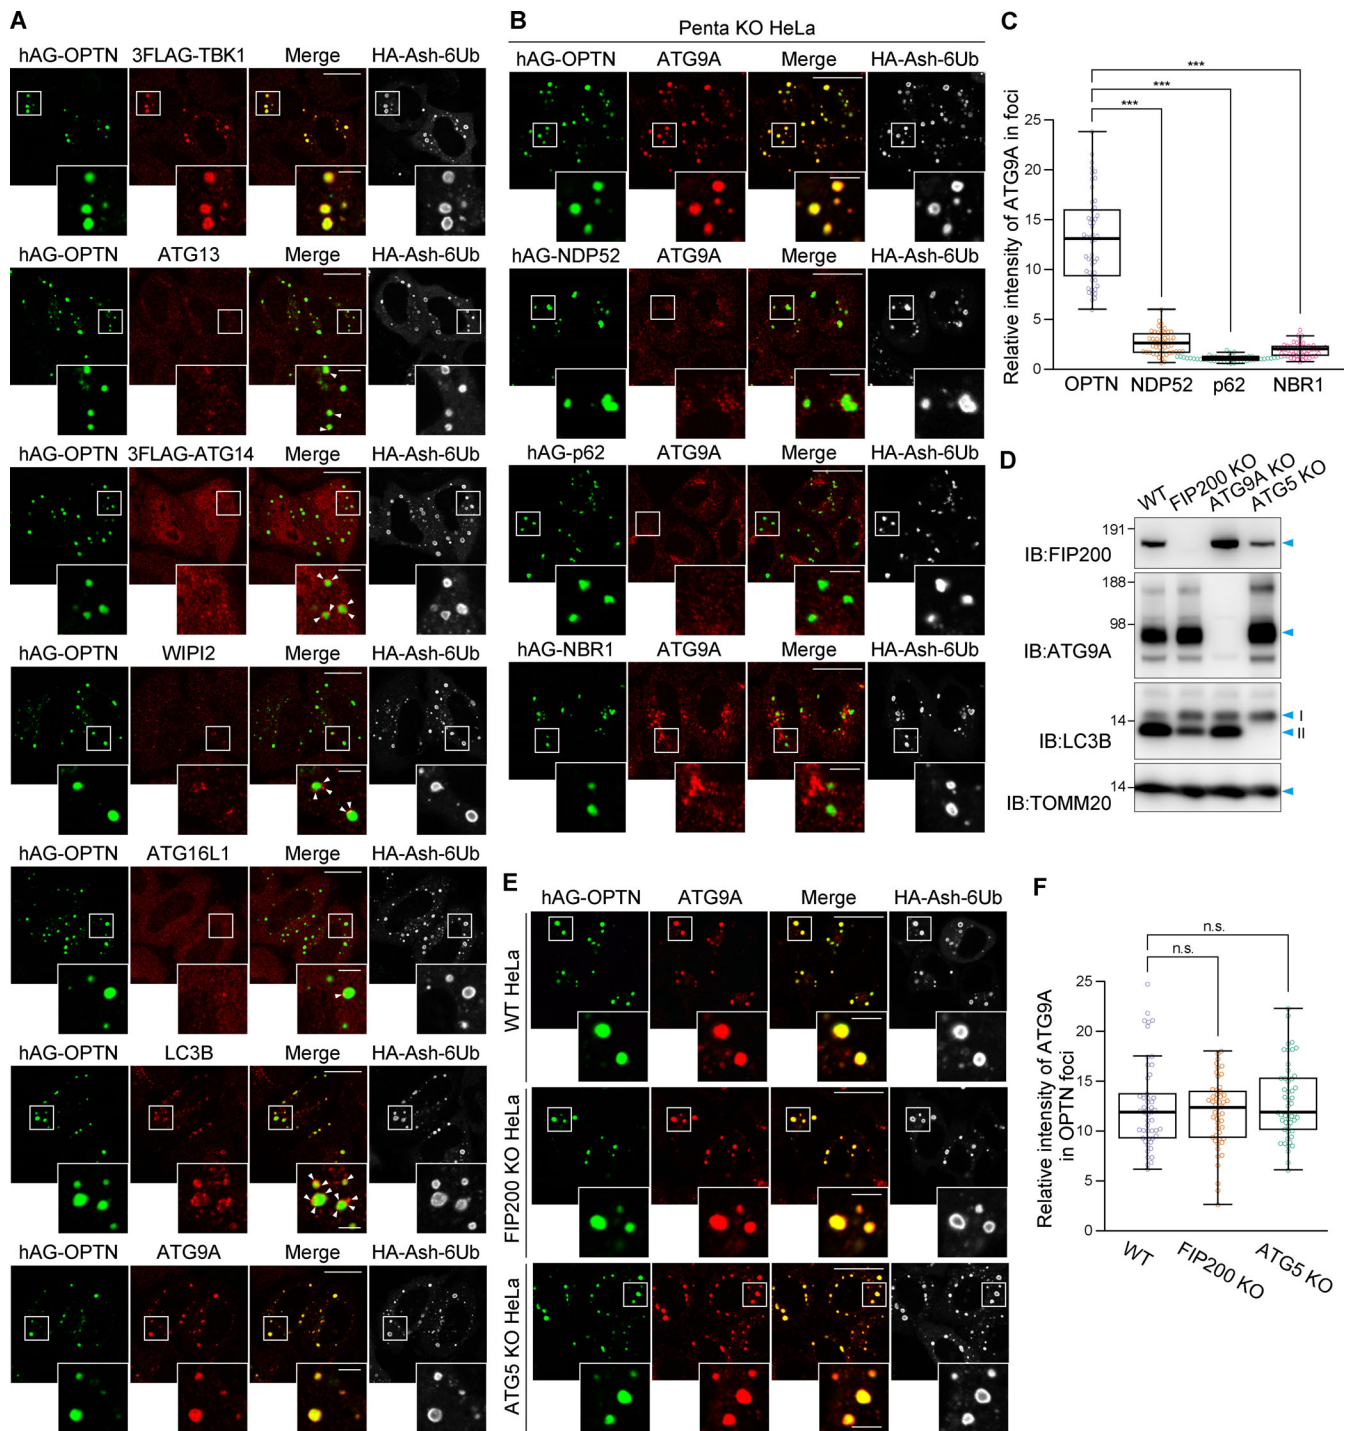 A
hAG-OPTN 3FLAG-TBK1 Merge HA-Ash-6Ub
hAG-OPTN ATG13 Merge HA-Ash-6Ub
hAG-OPTN 3FLAG-ATG14 Merge HA-Ash-6Ub
hAG-OPTN WIPI2 Merge HA-Ash-6Ub
hAG-OPTN ATG16L1 Merge HA-Ash-6Ub
hAG-OPTN LC3B Merge HA-Ash-6Ub
hAG-OPTN ATG9A Merge HA-Ash-6Ub
B
Penta KO HeLa
hAG-OPTN ATG9A Merge HA-Ash-6Ub
hAG-NDP52 ATG9A Merge HA-Ash-6Ub
hAG-p62 ATG9A Merge HA-Ash-6Ub
hAG-NBR1 ATG9A Merge HA-Ash-6Ub
C
Relative intensity of ATG9A in foci
25
20
15
10
5
0
***
***
***
OPTN NDP52 p62 NBR1
D
WT FIP200 KO ATG9A KO ATG5 KO
191
IB:FIP200
188
98
IB:ATG9A
14
I
II
IB:LC3B
14
IB:TOMM20
E
hAG-OPTN ATG9A Merge HA-Ash-6Ub
WT HeLa
FIP200 KO HeLa
ATG5 KO HeLa
F
Relative intensity of ATG9A
in OPTN foci
25
20
15
10
5
0
n.s.
n.s.
WT FIP200 KO ATG5 KO